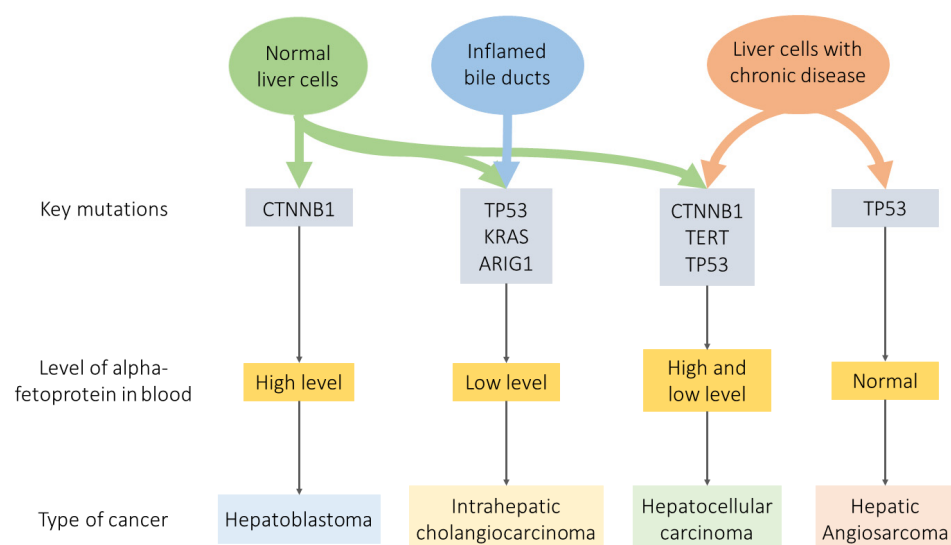 Normal
liver cells
Inflamed
bile ducts
Liver cells with
chronic disease
Key mutations
CTNNB1
TP53
KRAS
ARIG1
CTNNB1
TERT
TP53
TP53
Level of alpha-
fetoprotein in blood
High level
Low level
High and
low level
Normal
Type of cancer
Hepatoblastoma
Intrahepatic
cholangiocarcinoma
Hepatocellular
carcinoma
Hepatic
Angiosarcoma